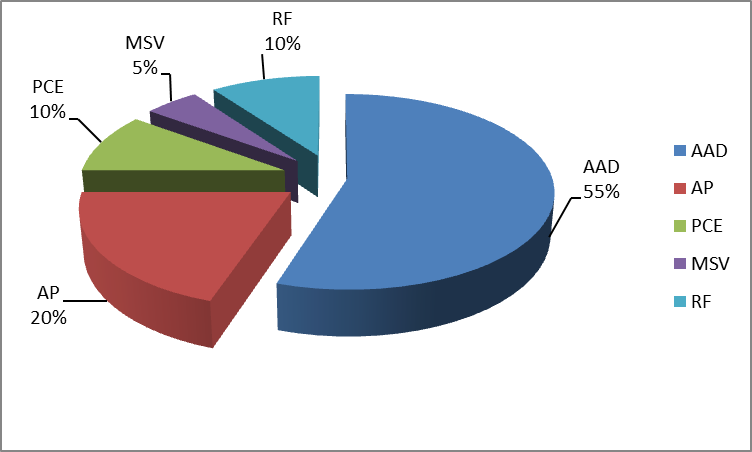 RF
10%
MSV
5%
PCE
10%
AAD
55%
AP
20%
AAD
AP
PCE
MSV
RF